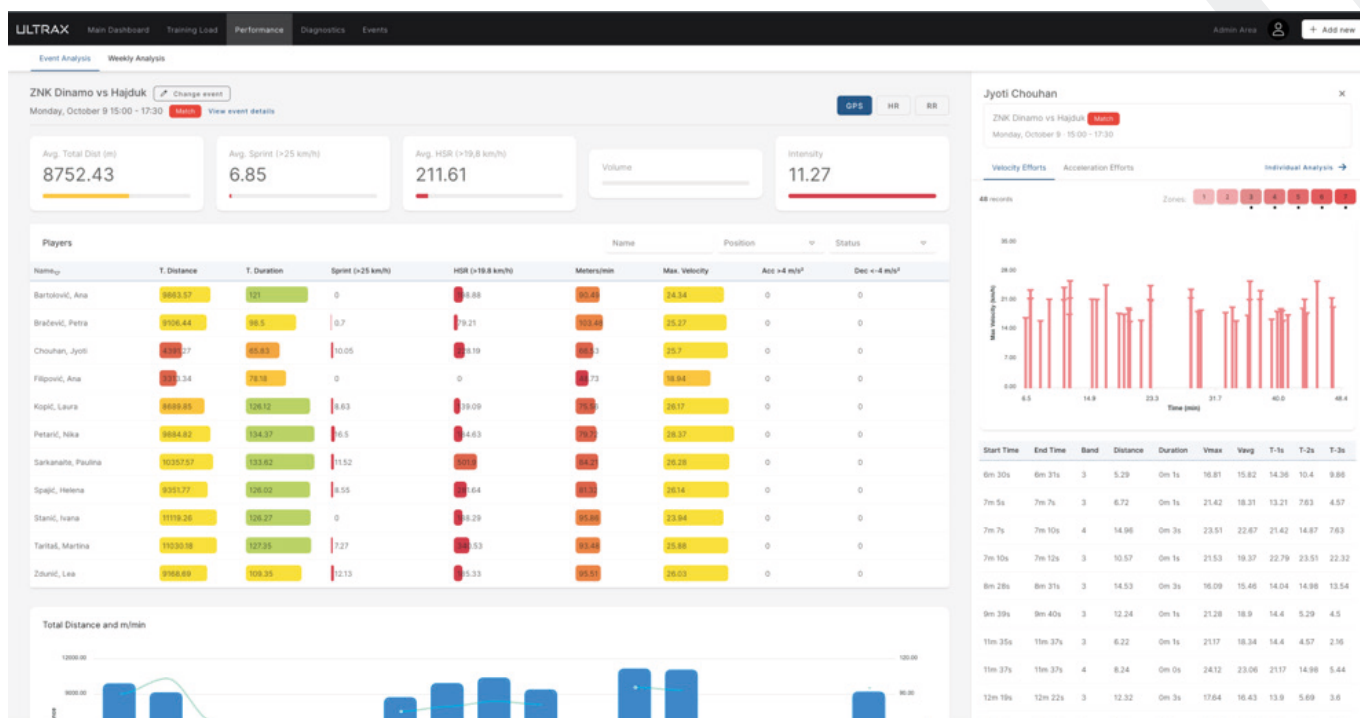 ULTRAX Main Dashboard Training Load Performance Diagnostics Events Admin Area + Add new
Event Analysis Weekly Analysis
ZNK Dinamo vs Hajduk Change event
Monday, October 9 15:00 - 17:30 Match View event details
GPS HR RR
Avg. Total Dist (m)
8752.43
Avg. Sprint (>25 km/h)
6.85
Avg. HSR (>19,8 km/h)
211.61
Volume
Intensity
11.27
Players Name Position Status
Name T. Distance T. Duration Sprint (>25 km/h) HSR (>19.8 km/h) Meters/min Max. Velocity Acc >4 m/s² Dec <-4 m/s²
Bartolović, Ana 9863.57 121 0 90.49 24.34 0 0
Bračević, Petra 9106.44 98.5 0.7 79.21 103.48 25.27 0 0
Chouhan, Jyoti 65.83 10.05 25.7 0 0
Filipović, Ana 78.18 0 0 18.94 0 0
Kopić, Laura 8689.85 126.12 8.63 26.17 0 0
Petarić, Nika 9684.82 134.37 16.5 28.37 0 0
Sarkanaite, Paulina 10357.57 133.62 11.52 501.8 64.21 26.28 0 0
Spajić, Helena 9351.77 126.02 8.55 81.32 26.14 0 0
Stanić, Ivana 11119.26 126.27 0 95.86 23.94 0 0
Taritaš, Martina 11030.18 127.35 7.27 93.48 25.88 0 0
Zdunić, Lea 9168.69 109.35 12.13 95.51 26.03 0 0
Total Distance and m/min
12000.00 120.00
9000.00 90.00
Jyoti Chouhan ×
ZNK Dinamo vs Hajduk Match
Monday, October 9 15:00 - 17:30
Velocity Efforts Acceleration Efforts Individual Analysis →
48 records Zones: 1 2 3 4 5 6 7
35.00
28.00
21.00
14.00
7.00
0.00
Max Velocity (km/h)
6.5 14.9 23.3 31.7 40.0 48.4
Time (min)
Start Time End Time Band Distance Duration Vmax Vavg T-1s T-2s T-3s
6m 30s 6m 31s 3 5.29 0m 1s 16.81 15.82 14.36 10.4 9.86
7m 5s 7m 7s 3 6.72 0m 1s 21.42 18.31 13.21 7.63 4.57
7m 7s 7m 10s 4 14.96 0m 3s 23.51 22.67 21.42 14.87 7.63
7m 10s 7m 12s 3 10.57 0m 1s 21.53 19.37 22.79 23.51 22.32
8m 28s 8m 31s 3 14.53 0m 3s 16.09 15.46 14.04 14.98 13.54
9m 39s 9m 40s 3 12.24 0m 1s 21.28 18.9 14.4 5.29 4.5
11m 35s 11m 37s 3 6.22 0m 1s 21.17 18.34 14.4 4.57 2.16
11m 37s 11m 37s 4 8.24 0m 0s 24.12 23.06 21.17 14.98 5.44
12m 19s 12m 22s 3 12.32 0m 3s 17.64 16.43 13.9 5.69 3.6